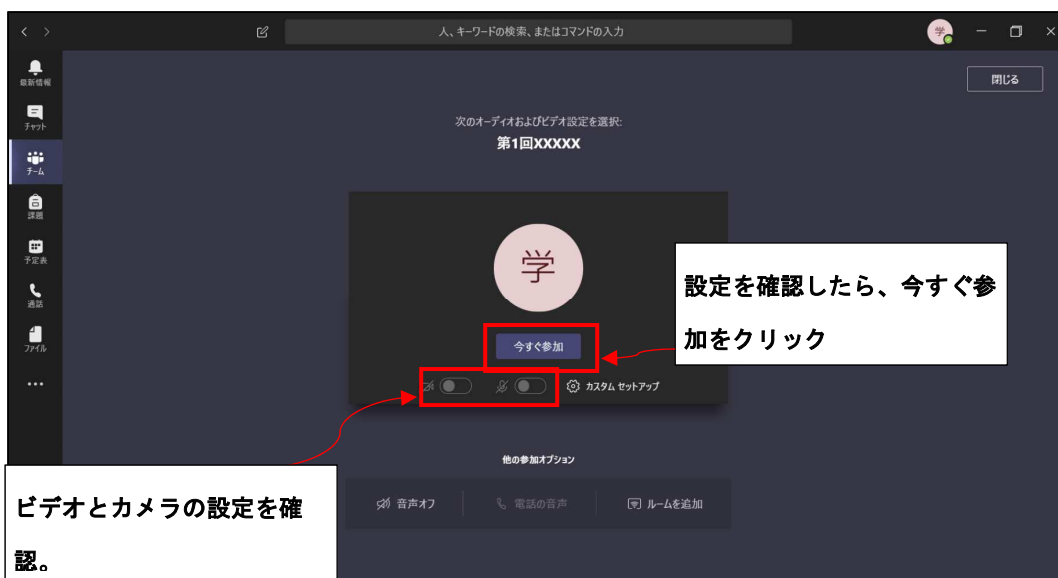 人、キーワードの検索、またはコマンドの入力
学
最新情報
チャット
チーム
課題
予定表
通話
ファイル
閉じる
次のオーディオおよびビデオ設定を選択:
第1回XXXXX
学
今すぐ参加
カスタム セットアップ
設定を確認したら、今すぐ参
加をクリック
他の参加オプション
音声オフ
電話の音声
ルームを追加
ビデオとカメラの設定を確
認。